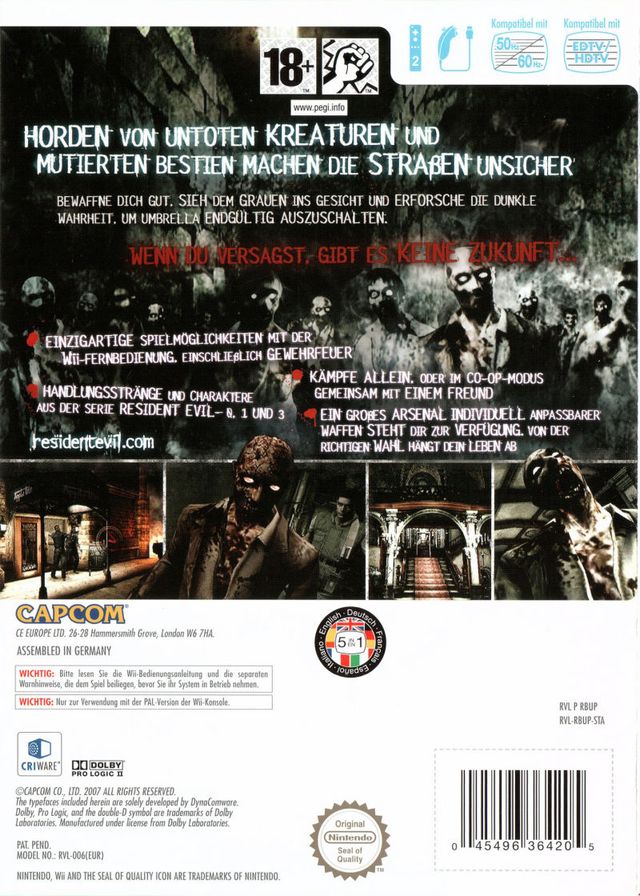 Kompatibel mit
Kompatibel mit
2
50Hz
60Hz
EDTV/
HDTV
18+
www.pegi.info
HORDEN VON UNTOTEN KREATUREN UND
MUTIERTEN BESTIEN MACHEN DIE STRAßEN UNSICHER
BEWAFFNE DICH GUT, SIEH DEM GRAUEN INS GESICHT UND ERFORSCHE DIE DUNKLE
WAHRHEIT, UM UMBRELLA ENDGÜLTIG AUSZUSCHALTEN.
WENN DU VERSAGST, GIBT ES KEINE ZUKUNFT...
EINZIGARTIGE SPIELMÖGLICHKEITEN MIT DER
Wii-FERNBEDIENUNG, EINSCHLIEßLICH GEWEHRFEUER
KÄMPFE ALLEIN, ODER IM CO-OP-MODUS
GEMEINSAM MIT EINEM FREUND
HANDLUNGSSTRÄNGE UND CHARAKTERE
AUS DER SERIE RESIDENT EVIL- 0, 1 UND 3
EIN GROßES ARSENAL INDIVIDUELL ANPASSBARER
WAFFEN STEHT DIR ZUR VERFÜGUNG. VON DER
RICHTIGEN WAHL HÄNGT DEIN LEBEN AB
residentevil.com
CAPCOM®
CE EUROPE LTD. 26-28 Hammersmith Grove, London W6 7HA.
ASSEMBLED IN GERMANY
English · Deutsch · Français · Español · Italiano
5 IN EN 1
WICHTIG: Bitte lesen Sie die Wii-Bedienungsanleitung und die separaten
Warnhinweise, die dem Spiel beiliegen, bevor Sie ihr System in Betrieb nehmen.
WICHTIG: Nur zur Verwendung mit der PAL-Version der Wii-Konsole.
RVL P RBUP
RVL-RBUP-STA
CRIWARE™
DOLBY
PRO LOGIC II
©CAPCOM CO., LTD. 2007 ALL RIGHTS RESERVED.
The typefaces included herein are solely developed by DynaComware.
Dolby, Pro Logic, and the double-D symbol are trademarks of Dolby
Laboratories. Manufactured under license from Dolby Laboratories.
PAT. PEND.
MODEL NO.: RVL-006(EUR)
NINTENDO, Wii AND THE SEAL OF QUALITY ICON ARE TRADEMARKS OF NINTENDO.
Original
Nintendo
Seal of
Quality
0 45496 36420 5